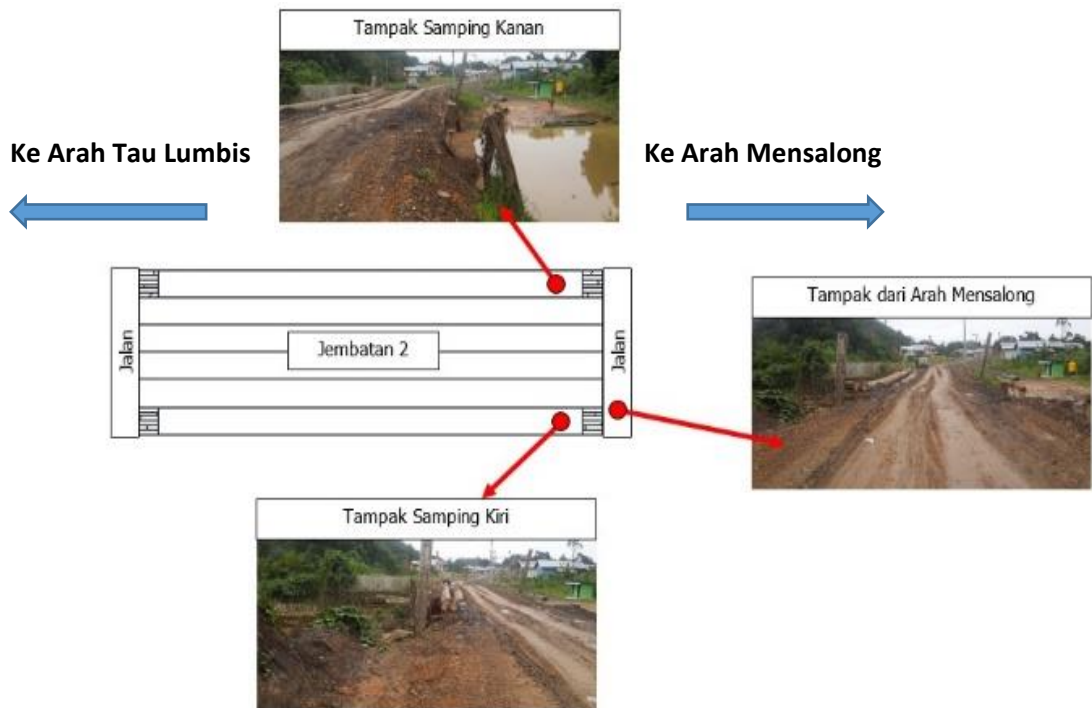 Tampak Samping Kanan
Ke Arah Tau Lumbis
Ke Arah Mensalong
Tampak dari Arah Mensalong
Jalan
Jembatan 2
Jalan
Tampak Samping Kiri